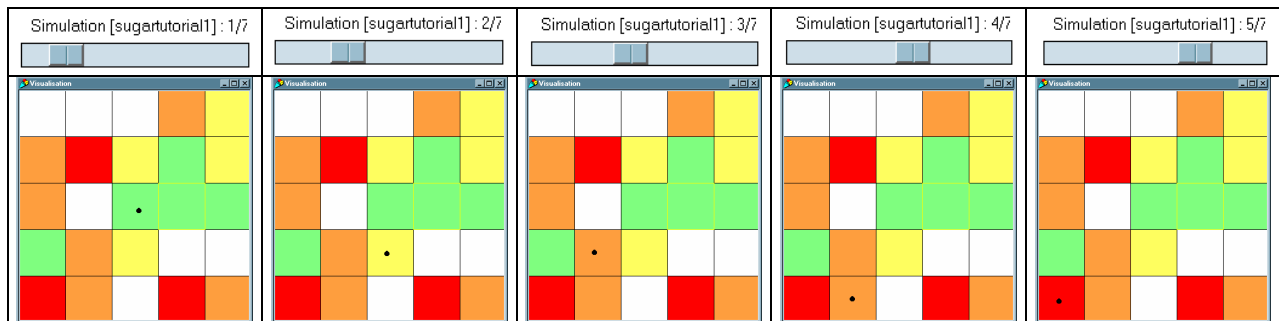 Simulation [sugartutorial1] : 1/7
Simulation [sugartutorial1] : 2/7
Simulation [sugartutorial1] : 3/7
Simulation [sugartutorial1] : 4/7
Simulation [sugartutorial1] : 5/7
Visualisation
Visualisation
Visualisation
Visualisation
Visualisation